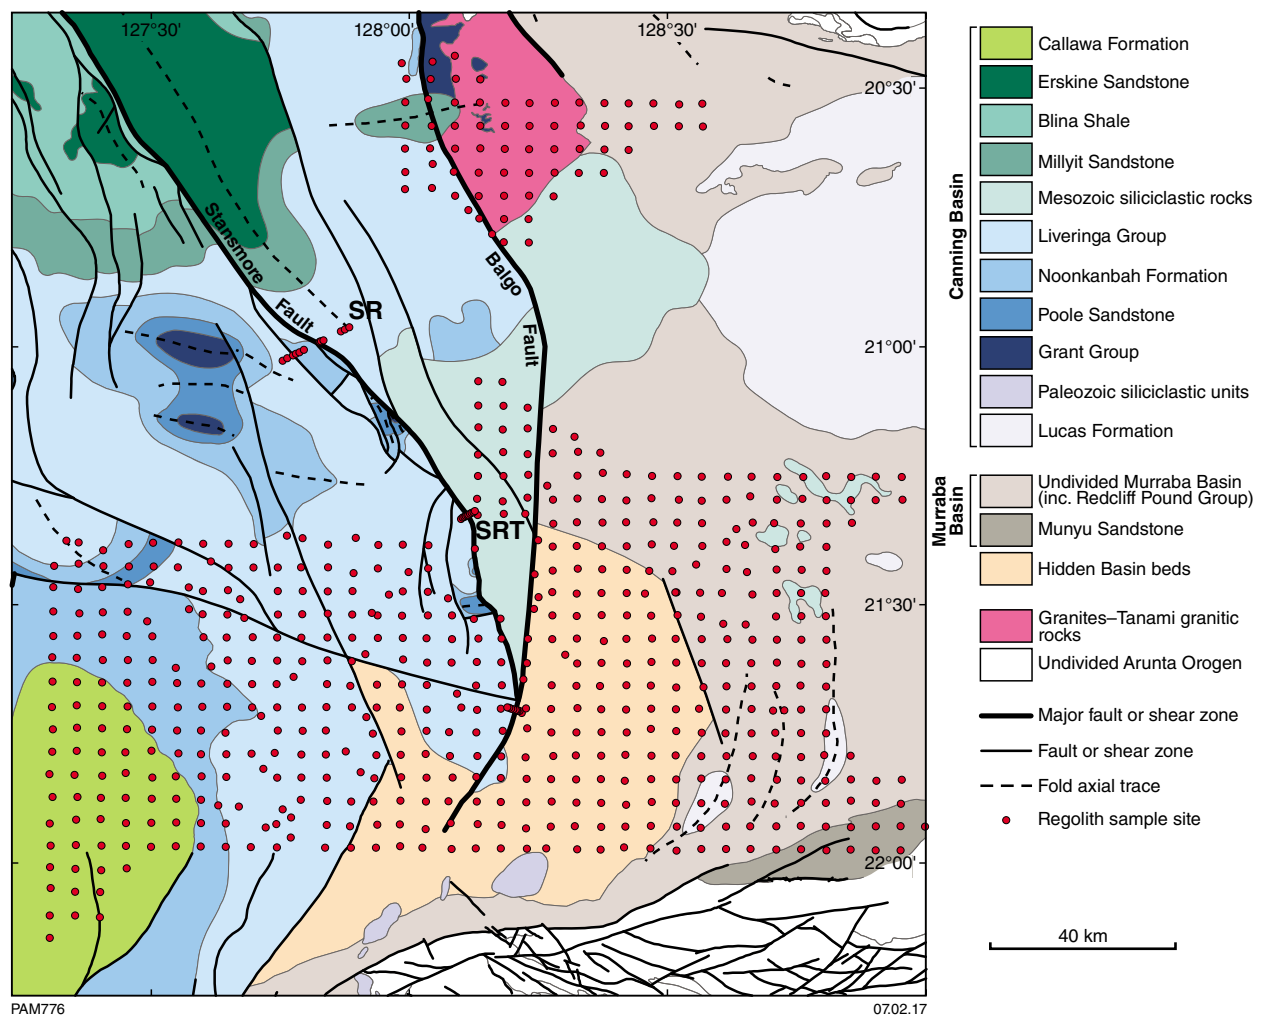 127°30'
128°00'
128°30'
20°30'
21°00'
21°30'
22°00'
Stansmore
Fault
SR
Balgo
Fault
SRT
Canning Basin
Callawa Formation
Erskine Sandstone
Blina Shale
Millyit Sandstone
Mesozoic siliciclastic rocks
Liveringa Group
Noonkanbah Formation
Poole Sandstone
Grant Group
Paleozoic siliciclastic units
Lucas Formation
Murraba
Basin
Undivided Murraba Basin
(inc. Redcliff Pound Group)
Munyu Sandstone
Hidden Basin beds
Granites–Tanami granitic
rocks
Undivided Arunta Orogen
Major fault or shear zone
Fault or shear zone
Fold axial trace
Regolith sample site
40 km
PAM776
07.02.17